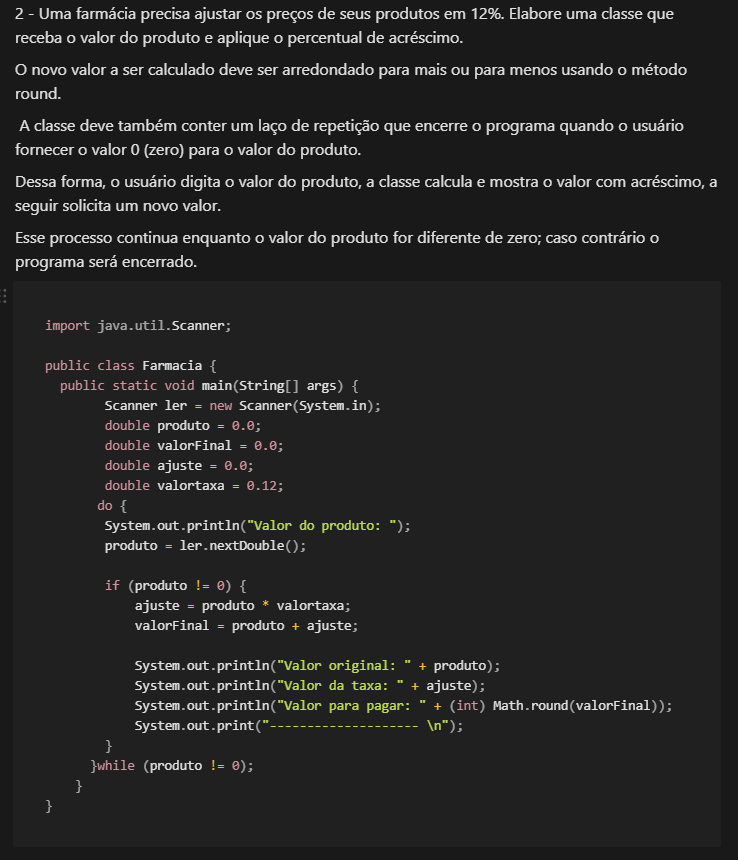 2 - Uma farmácia precisa ajustar os preços de seus produtos em 12%. Elabore uma classe que
receba o valor do produto e aplique o percentual de acréscimo.
O novo valor a ser calculado deve ser arredondado para mais ou para menos usando o método
round.
A classe deve também conter um laço de repetição que encerre o programa quando o usuário
fornecer o valor 0 (zero) para o valor do produto.
Dessa forma, o usuário digita o valor do produto, a classe calcula e mostra o valor com acréscimo, a
seguir solicita um novo valor.
Esse processo continua enquanto o valor do produto for diferente de zero; caso contrário o
programa será encerrado.
import java.util.Scanner;
public class Farmacia {
public static void main(String[] args) {
Scanner ler = new Scanner(System.in);
double produto = 0.0;
double valorFinal = 0.0;
double ajuste = 0.0;
double valortaxa = 0.12;
do {
System.out.println("Valor do produto: ");
produto = ler.nextDouble();
if (produto != 0) {
ajuste = produto * valortaxa;
valorFinal = produto + ajuste;
System.out.println("Valor original: " + produto);
System.out.println("Valor da taxa: " + ajuste);
System.out.println("Valor para pagar: " + (int) Math.round(valorFinal));
System.out.print("-------------------- \n");
}
}while (produto != 0);
}
}